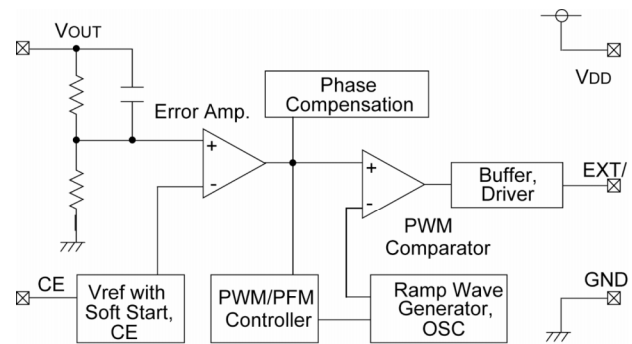 VOUT
VDD
Phase
Compensation
Error Amp.
+
-
+
-
Buffer,
Driver
EXT/
PWM
Comparator
CE
Vref with
Soft Start,
CE
PWM/PFM
Controller
Ramp Wave
Generator,
OSC
GND